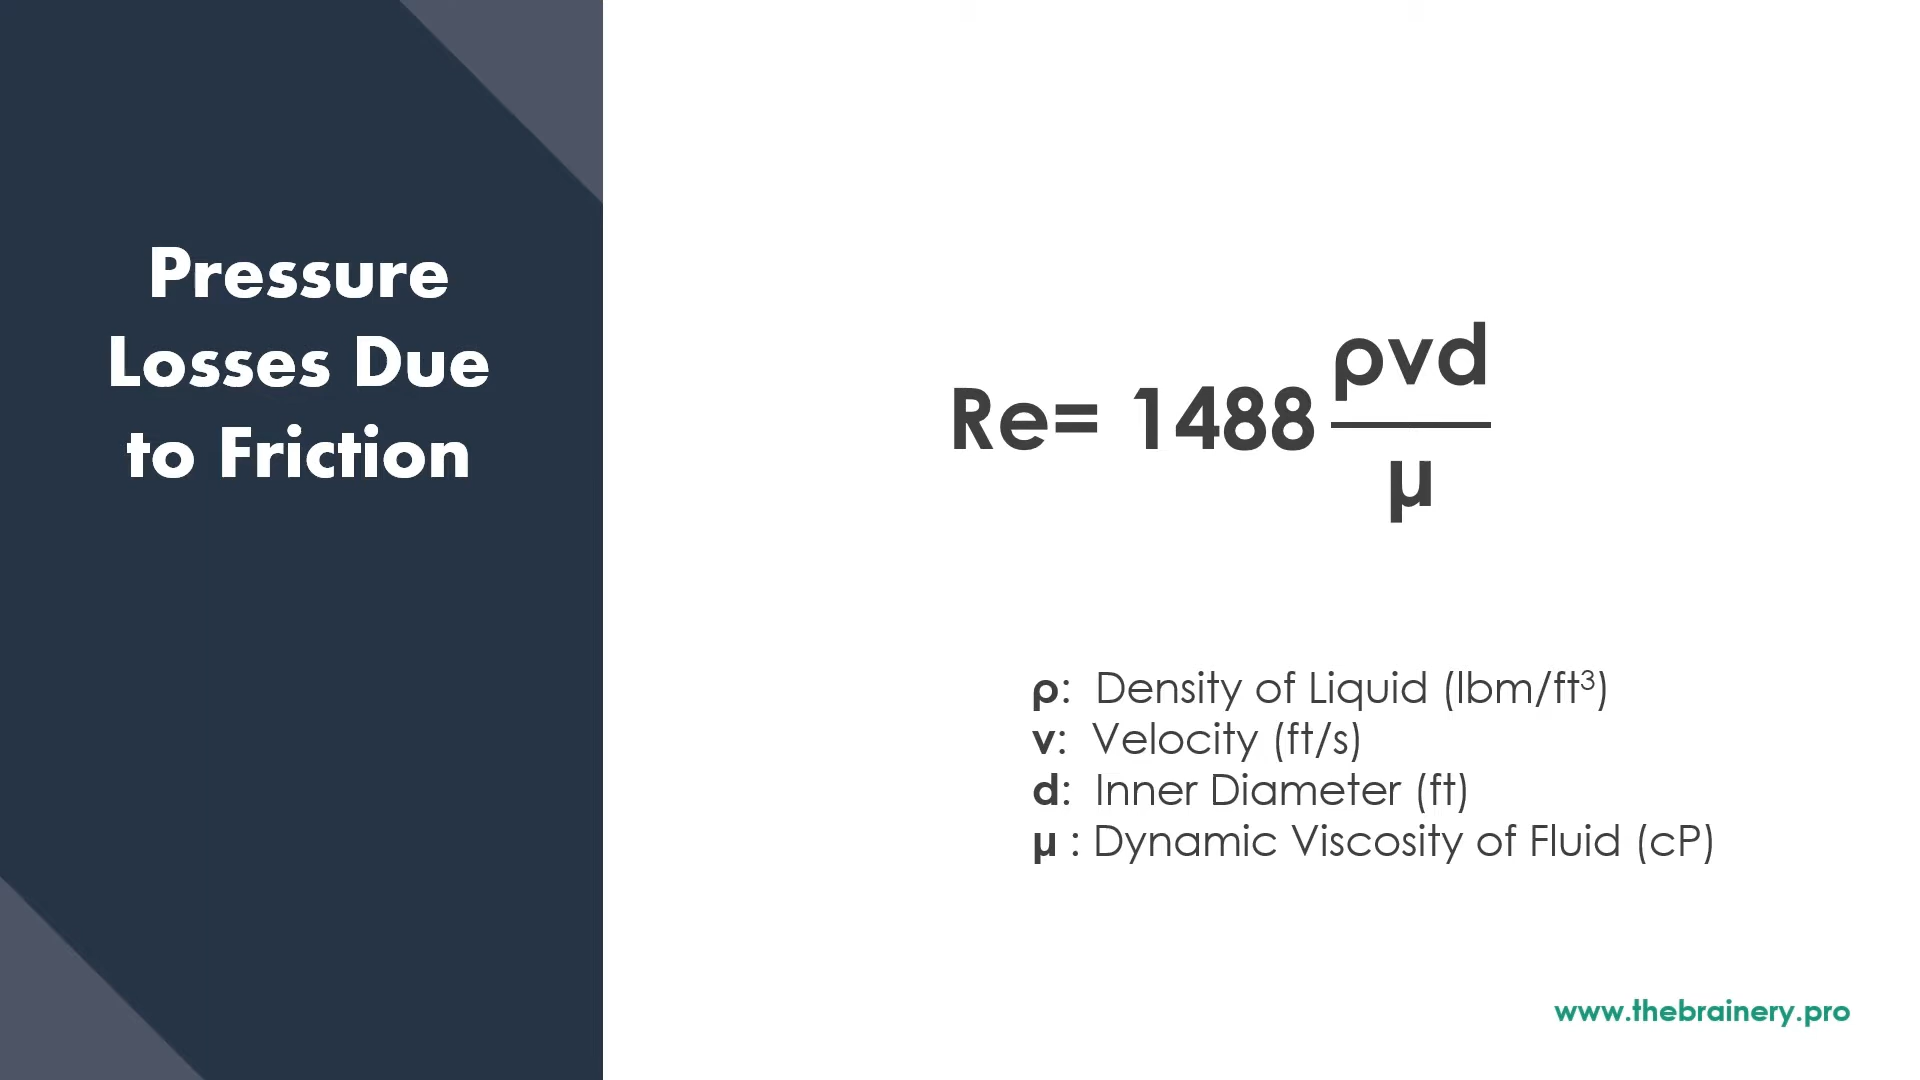 Pressure
Losses Due
to Friction
Re= 1488 ρvd
μ
ρ: Density of Liquid (lbm/ft³)
v: Velocity (ft/s)
d: Inner Diameter (ft)
μ : Dynamic Viscosity of Fluid (cP)
www.thebrainery.pro